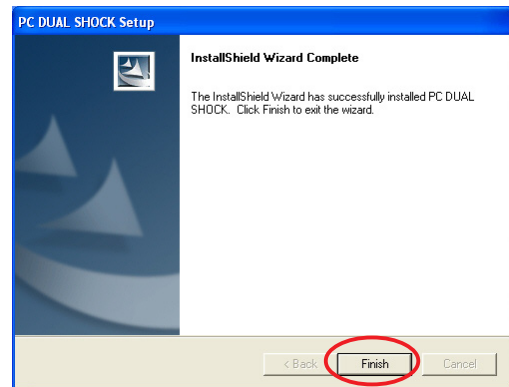 PC DUAL SHOCK Setup
InstallShield Wizard Complete
The InstallShield Wizard has successfully installed PC DUAL
SHOCK. Click Finish to exit the wizard.
< Back Finish Cancel